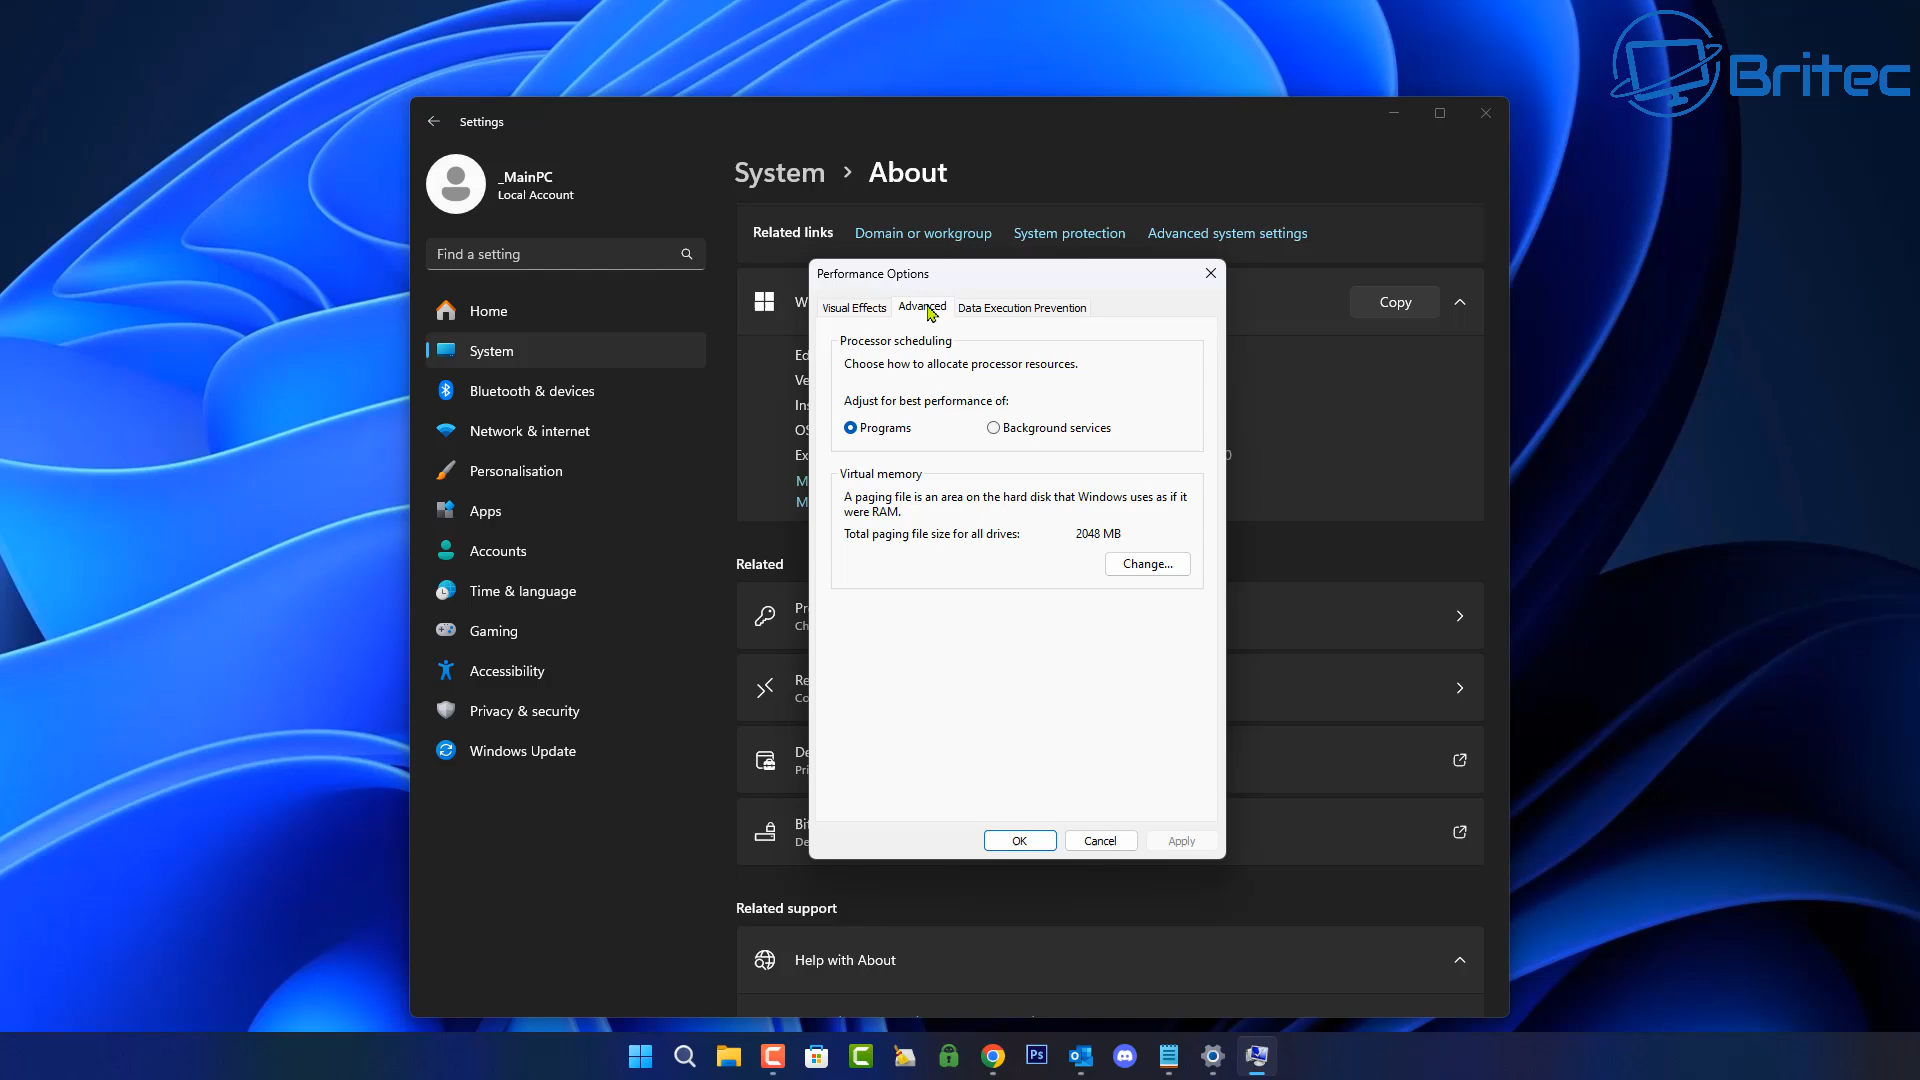 Britec
Settings
_MainPC
Local Account
Find a setting
Home
System
Bluetooth & devices
Network & internet
Personalisation
Apps
Accounts
Time & language
Gaming
Accessibility
Privacy & security
Windows Update
System > About
Related links Domain or workgroup System protection Advanced system settings
Copy
Related
Performance Options
Visual Effects Advanced Data Execution Prevention
Processor scheduling
Choose how to allocate processor resources.
Adjust for best performance of:
Programs Background services
Virtual memory
A paging file is an area on the hard disk that Windows uses as if it
were RAM.
Total paging file size for all drives: 2048 MB
Change...
OK Cancel Apply
Related support
Help with About
Ps